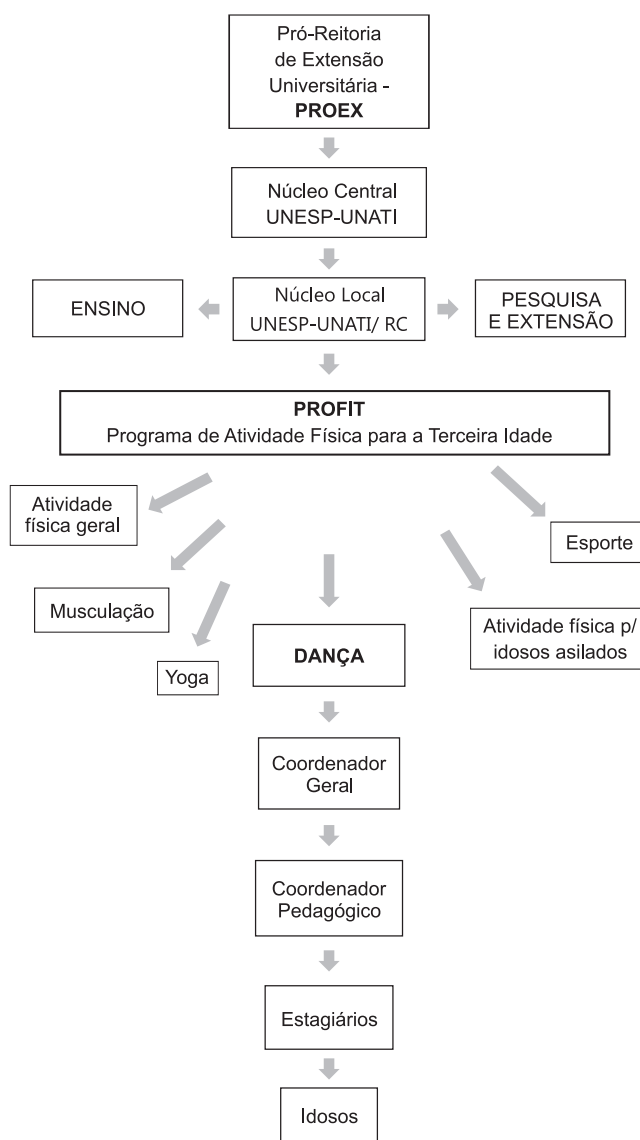 Pró-Reitoria
de Extensão
Universitária -
PROEX
Núcleo Central
UNESP-UNATI
ENSINO
Núcleo Local
UNESP-UNATI/ RC
PESQUISA
E EXTENSÃO
PROFIT
Programa de Atividade Física para a Terceira Idade
Atividade
física geral
Musculação
Yoga
DANÇA
Atividade física p/
idosos asilados
Esporte
Coordenador
Geral
Coordenador
Pedagógico
Estagiários
Idosos